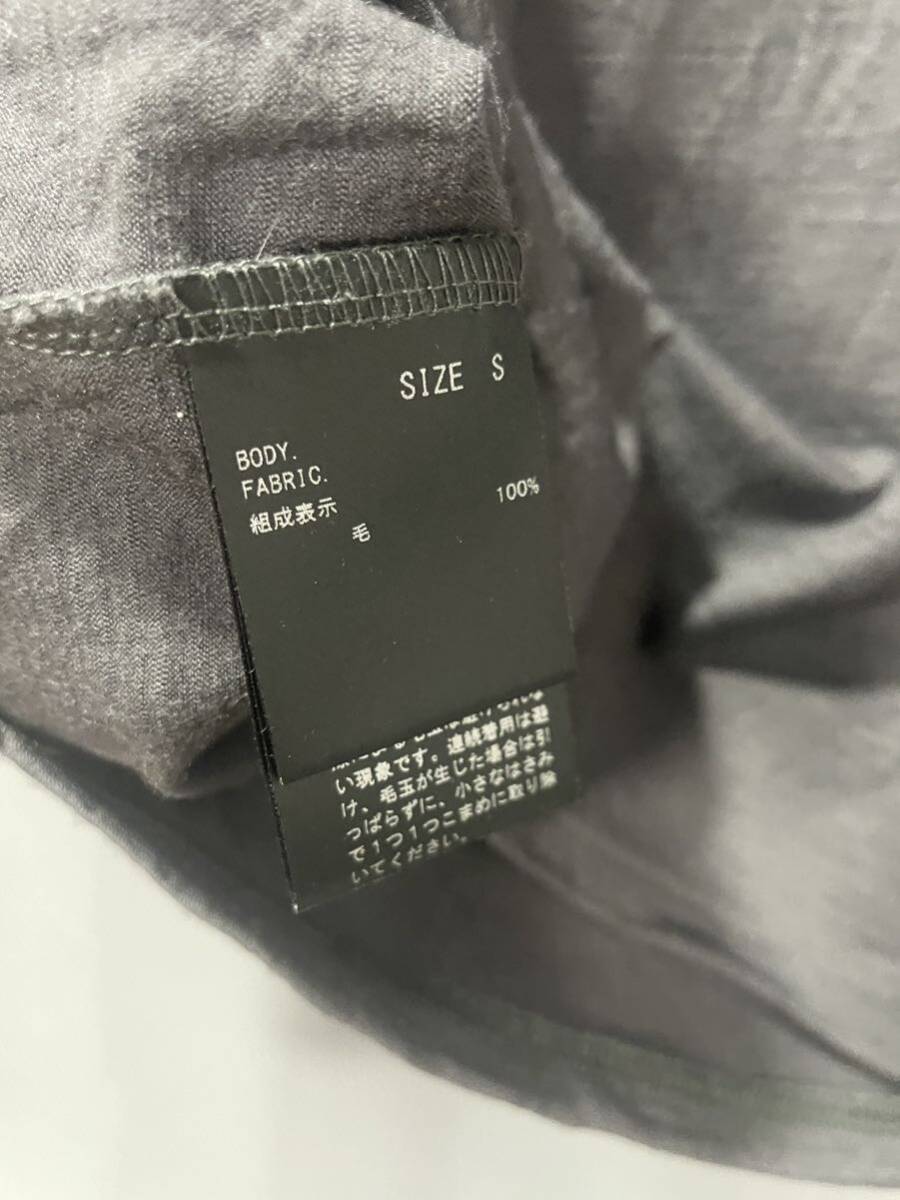 SIZE S
BODY.
FABRIC.
組成表示
毛 100%
い現象です。連続着用は避
け、毛玉が生じた場合は引
っぱらずに、小さなはさみ
で1つ1つこまめに取り除
いてください。